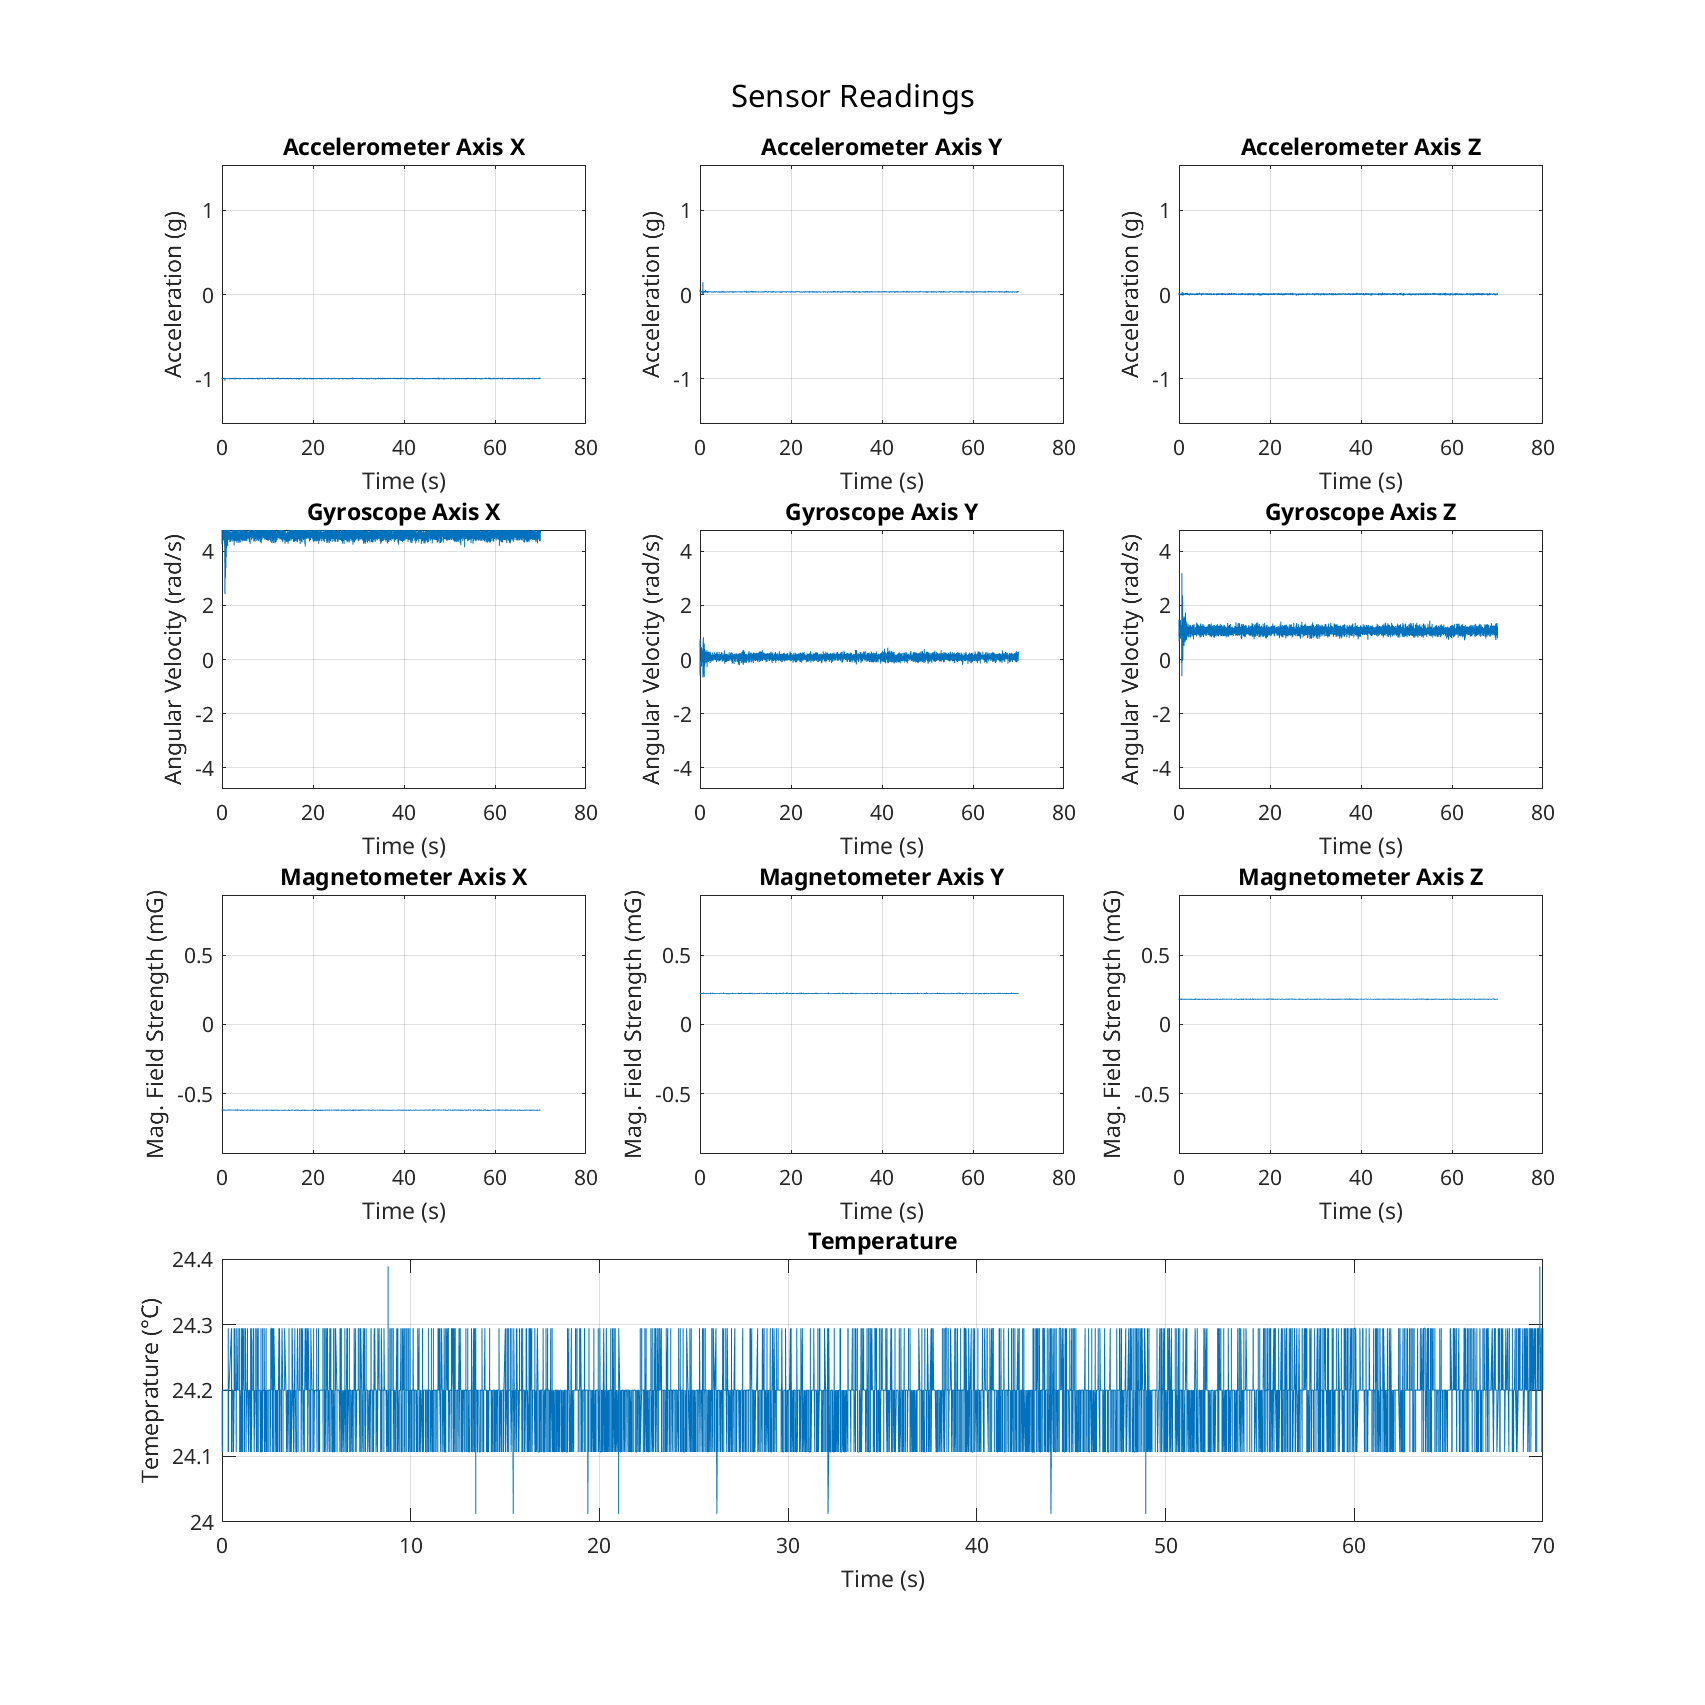 Sensor Readings
Accelerometer Axis X
Accelerometer Axis Y
Accelerometer Axis Z
Acceleration (g)
1
0
-1
0 20 40 60 80
Time (s)
Acceleration (g)
1
0
-1
0 20 40 60 80
Time (s)
Acceleration (g)
1
0
-1
0 20 40 60 80
Time (s)
Gyroscope Axis X
Gyroscope Axis Y
Gyroscope Axis Z
Angular Velocity (rad/s)
4
2
0
-2
-4
0 20 40 60 80
Time (s)
Angular Velocity (rad/s)
4
2
0
-2
-4
0 20 40 60 80
Time (s)
Angular Velocity (rad/s)
4
2
0
-2
-4
0 20 40 60 80
Time (s)
Magnetometer Axis X
Magnetometer Axis Y
Magnetometer Axis Z
Mag. Field Strength (mG)
0.5
0
-0.5
0 20 40 60 80
Time (s)
Mag. Field Strength (mG)
0.5
0
-0.5
0 20 40 60 80
Time (s)
Mag. Field Strength (mG)
0.5
0
-0.5
0 20 40 60 80
Time (s)
Temperature
Temeprature (°C)
24.4
24.3
24.2
24.1
24
0 10 20 30 40 50 60 70
Time (s)